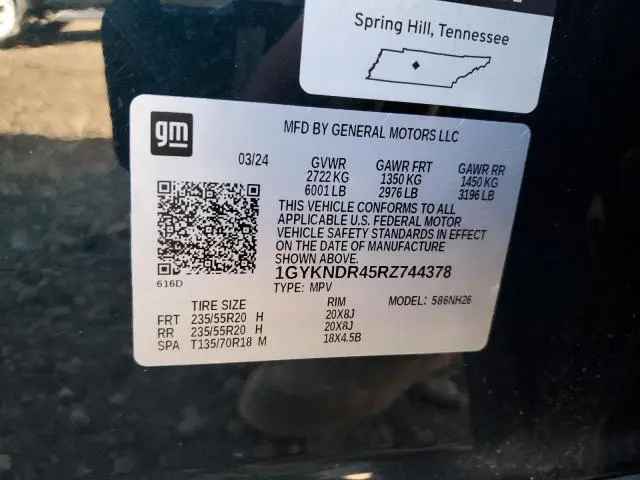 Spring Hill, Tennessee
gm
MFD BY GENERAL MOTORS LLC
03/24 GVWR GAWR FRT GAWR RR
2722 KG 1350 KG 1450 KG
6001 LB 2976 LB 3196 LB
THIS VEHICLE CONFORMS TO ALL
APPLICABLE U.S. FEDERAL MOTOR
VEHICLE SAFETY STANDARDS IN EFFECT
ON THE DATE OF MANUFACTURE
SHOWN ABOVE.
616D
1GYKNDR45RZ744378
TYPE: MPV MODEL: 586NH26
TIRE SIZE RIM
FRT 235/55R20 H 20X8J
RR 235/55R20 H 20X8J
SPA T135/70R18 M 18X4.5B